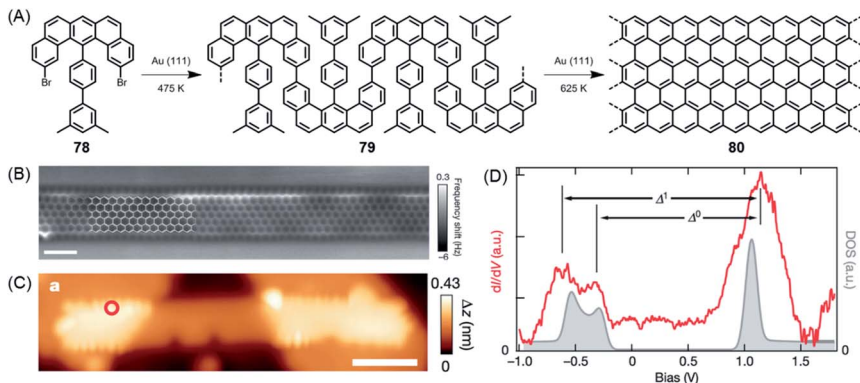 (A)
Br
Br
78
Au (111)
475 K
79
Au (111)
625 K
80
(B)
0.3
Frequency shift (Hz)
−6
(C)
a
0.43
Δz (nm)
0
(D)
Δ¹
Δ⁰
dI/dV (a.u.)
DOS (a.u.)
0
0
-1.0 -0.5 0 0.5 1.0 1.5
Bias (V)